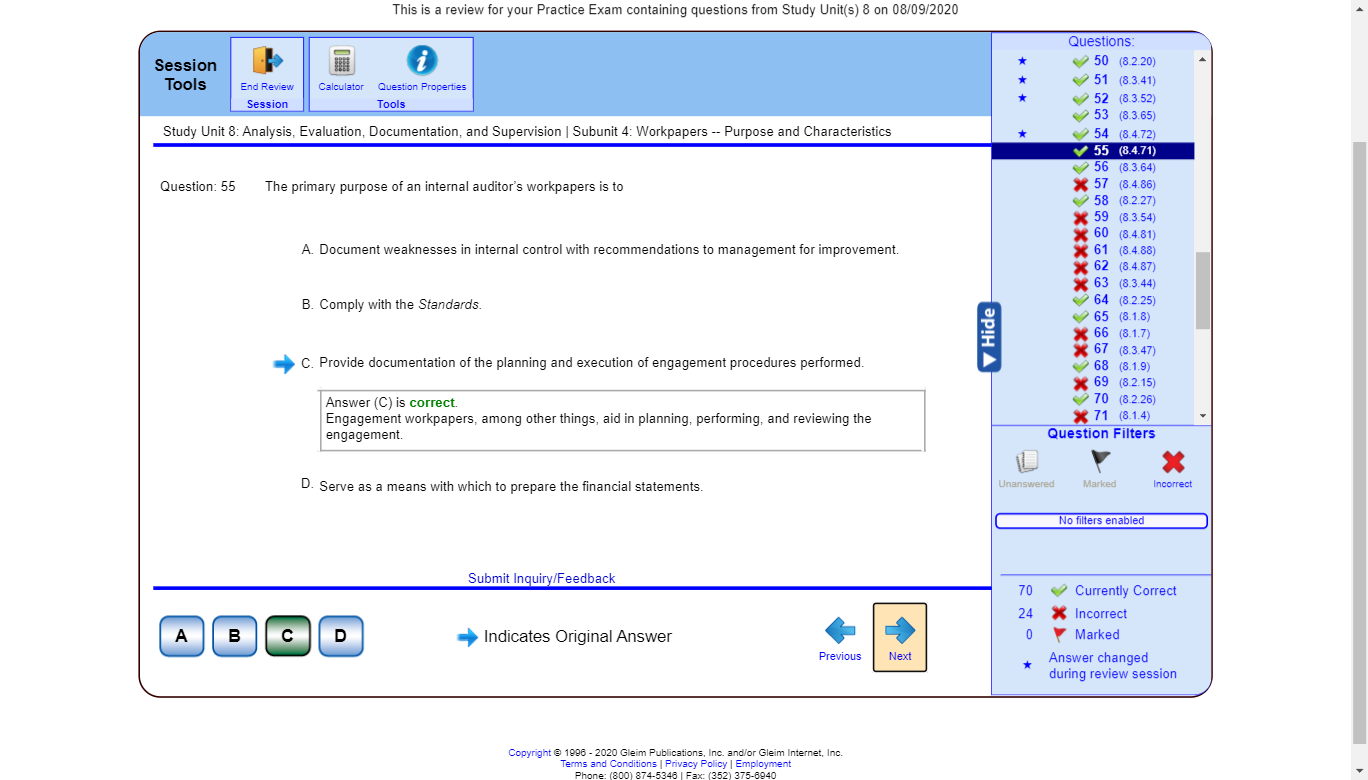 This is a review for your Practice Exam containing questions from Study Unit(s) 8 on 08/09/2020
Session
Tools
End Review
Session
Calculator
Question Properties
Tools
Study Unit 8: Analysis, Evaluation, Documentation, and Supervision | Subunit 4: Workpapers -- Purpose and Characteristics
Question: 55 The primary purpose of an internal auditor's workpapers is to
A. Document weaknesses in internal control with recommendations to management for improvement.
B. Comply with the Standards.
C. Provide documentation of the planning and execution of engagement procedures performed.
Answer (C) is correct.
Engagement workpapers, among other things, aid in planning, performing, and reviewing the
engagement.
D. Serve as a means with which to prepare the financial statements.
Submit Inquiry/Feedback
A B C D
Indicates Original Answer
Previous
Next
Hide
Questions:
50 (8.2.20)
51 (8.3.41)
52 (8.3.52)
53 (8.3.65)
54 (8.4.72)
55 (8.4.71)
56 (8.3.64)
57 (8.4.86)
58 (8.2.27)
59 (8.3.54)
60 (8.4.81)
61 (8.4.88)
62 (8.4.87)
63 (8.3.44)
64 (8.2.25)
65 (8.1.8)
66 (8.1.7)
67 (8.3.47)
68 (8.1.9)
69 (8.2.15)
70 (8.2.26)
71 (8.1.4)
Question Filters
Unanswered
Marked
Incorrect
No filters enabled
70 Currently Correct
24 Incorrect
0 Marked
Answer changed
during review session
Copyright © 1996 - 2020 Gleim Publications, Inc. and/or Gleim Internet, Inc.
Terms and Conditions | Privacy Policy | Employment
Phone: (800) 874-5346 | Fax: (352) 375-6940